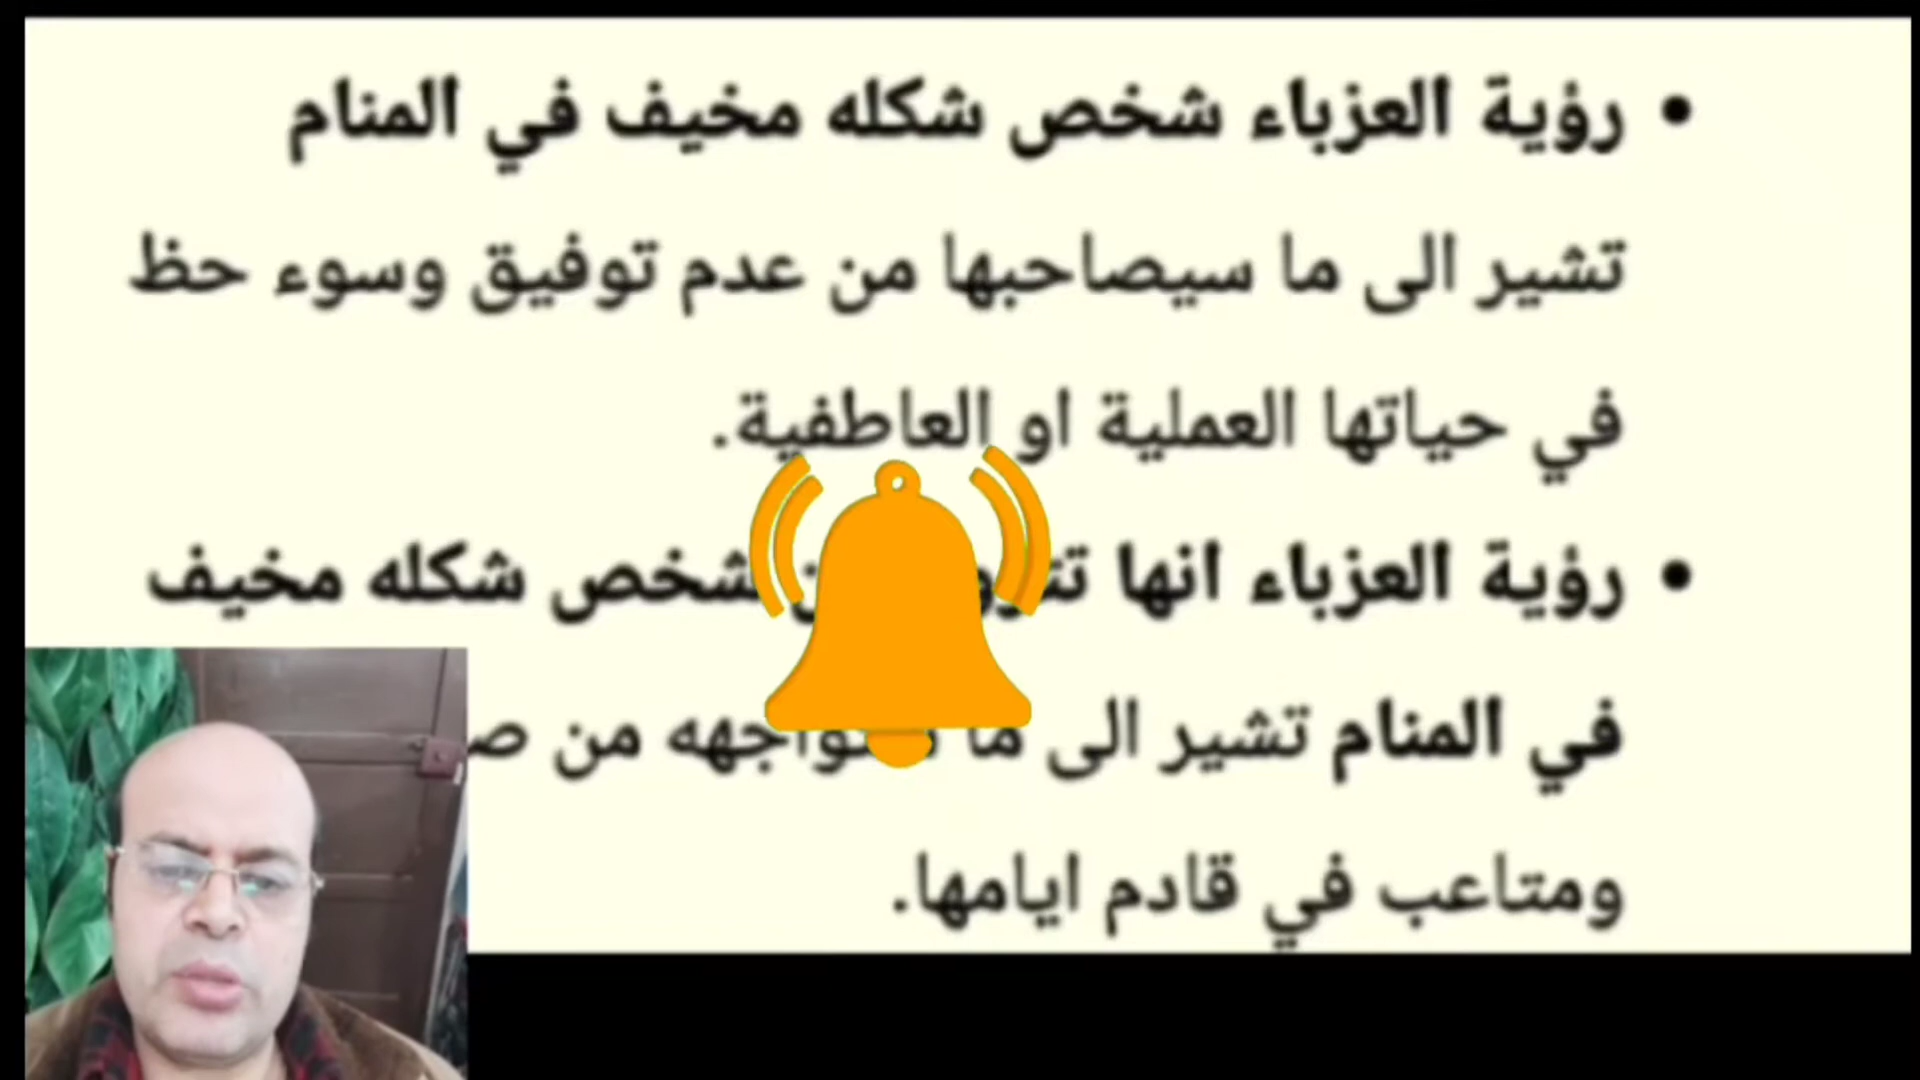 • رؤية العزباء شخص شكله مخيف في المنام
تشير الى ما سيصاحبها من عدم توفيق وسوء حظ
في حياتها العملية او العاطفية.
• رؤية العزباء انها شخص شكله مخيف
في المنام تشير الى ما من
ومتاعب في قادم ايامها.